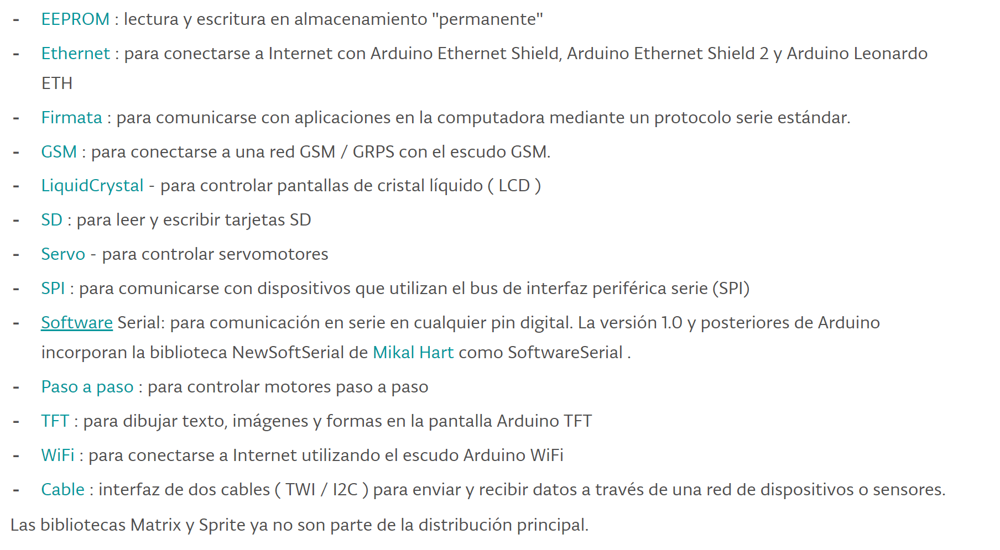 - EEPROM : lectura y escritura en almacenamiento "permanente"
- Ethernet : para conectarse a Internet con Arduino Ethernet Shield, Arduino Ethernet Shield 2 y Arduino Leonardo
ETH
- Firmata : para comunicarse con aplicaciones en la computadora mediante un protocolo serie estándar.
- GSM : para conectarse a una red GSM / GRPS con el escudo GSM.
- LiquidCrystal - para controlar pantallas de cristal líquido ( LCD )
- SD : para leer y escribir tarjetas SD
- Servo - para controlar servomotores
- SPI : para comunicarse con dispositivos que utilizan el bus de interfaz periférica serie (SPI)
- Software Serial: para comunicación en serie en cualquier pin digital. La versión 1.0 y posteriores de Arduino
incorporan la biblioteca NewSoftSerial de Mikal Hart como SoftwareSerial .
- Paso a paso : para controlar motores paso a paso
- TFT : para dibujar texto, imágenes y formas en la pantalla Arduino TFT
- WiFi : para conectarse a Internet utilizando el escudo Arduino WiFi
- Cable : interfaz de dos cables ( TWI / I2C ) para enviar y recibir datos a través de una red de dispositivos o sensores.
Las bibliotecas Matrix y Sprite ya no son parte de la distribución principal.